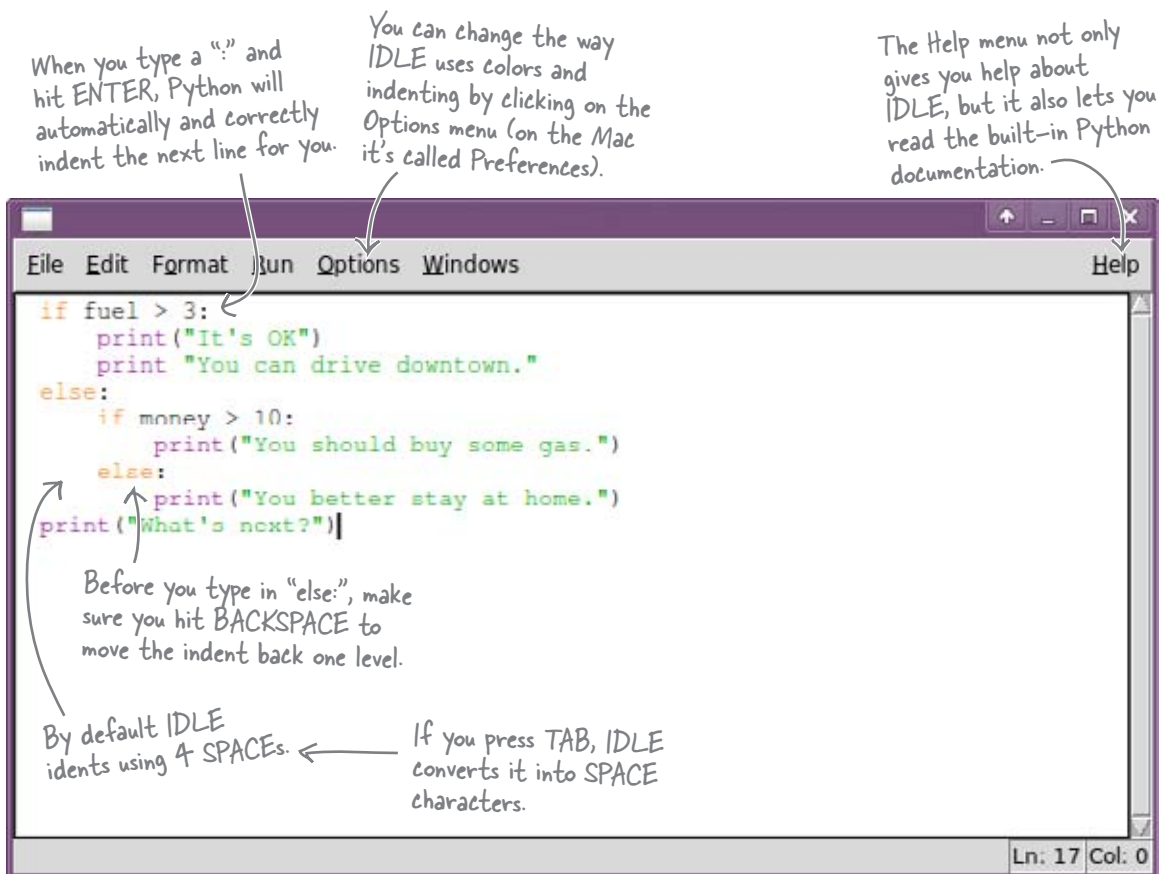 When you type a “:” and
hit ENTER, Python will
automatically and correctly
indent the next line for you.
You can change the way
IDLE uses colors and
indenting by clicking on the
Options menu (on the Mac
it's called Preferences).
The Help menu not only
gives you help about
IDLE, but it also lets you
read the built-in Python
documentation.
File Edit Format Run Options Windows Help
if fuel > 3:
    print("It's OK")
    print "You can drive downtown."
else:
    if money > 10:
        print("You should buy some gas.")
    else:
        print("You better stay at home.")
print("What's next?")
Before you type in “else:”, make
sure you hit BACKSPACE to
move the indent back one level.
By default IDLE
idents using 4 SPACEs.
If you press TAB, IDLE
converts it into SPACE
characters.
Ln: 17 Col: 0